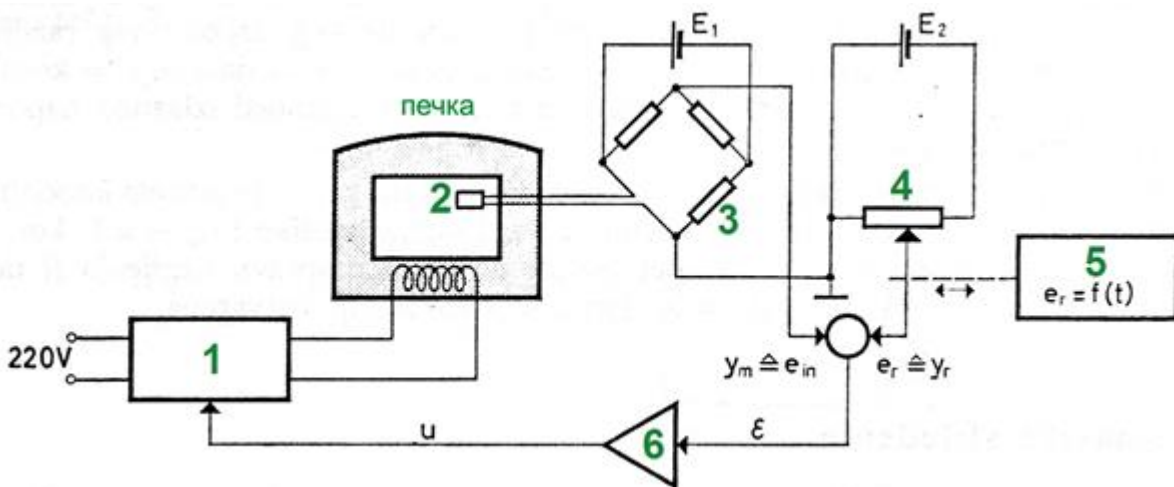 E₁
E₂
печка
2
3
4
5
eᵣ = f(t)
220V
1
yₘ ≙ eᵢₙ
eᵣ ≙ yᵣ
u
6
ε